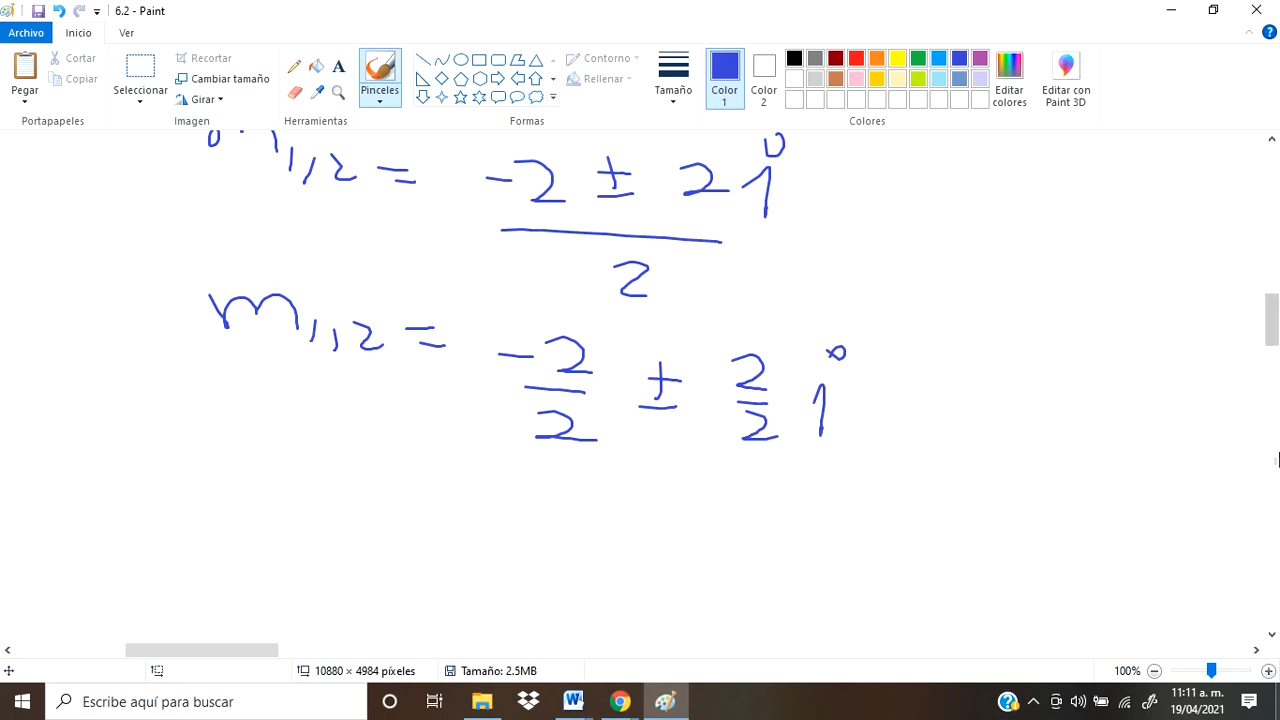 6.2 - Paint
Archivo Inicio Ver
Pegar
Cortar
Copiar
Portapapeles
Seleccionar
Recortar
Cambiar tamaño
Girar
Imagen
A
Herramientas
Pinceles
Contorno
Rellenar
Formas
Tamaño
Color 1
Color 2
Editar colores
Editar con Paint 3D
Colores
1,2 = -2 ± 2i
2
m1,2 = -2/2 ± 2/2 i
10880 × 4984 píxeles Tamaño: 2.5MB 100%
Escribe aquí para buscar
11:11 a. m.
19/04/2021